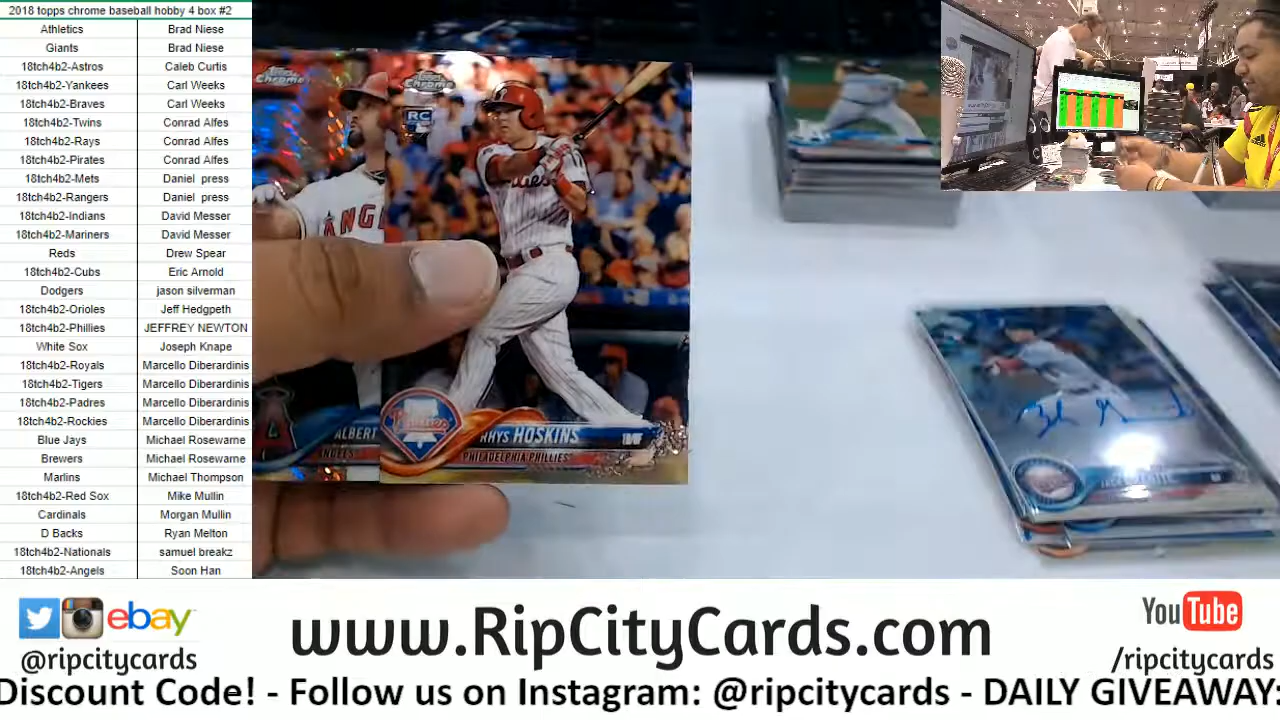 2018 topps chrome baseball hobby 4 box #2
Athletics Brad Niese
Giants Brad Niese
18tch4b2-Astros Caleb Curtis
18tch4b2-Yankees Carl Weeks
18tch4b2-Braves Carl Weeks
18tch4b2-Twins Conrad Alfes
18tch4b2-Rays Conrad Alfes
18tch4b2-Pirates Conrad Alfes
18tch4b2-Mets Daniel press
18tch4b2-Rangers Daniel press
18tch4b2-Indians David Messer
18tch4b2-Mariners David Messer
Reds Drew Spear
18tch4b2-Cubs Eric Arnold
Dodgers jason silverman
18tch4b2-Orioles Jeff Hedgpeth
18tch4b2-Phillies JEFFREY NEWTON
White Sox Joseph Knape
18tch4b2-Royals Marcello Diberardinis
18tch4b2-Tigers Marcello Diberardinis
18tch4b2-Padres Marcello Diberardinis
18tch4b2-Rockies Marcello Diberardinis
Blue Jays Michael Rosewarne
Brewers Michael Rosewarne
Marlins Michael Thompson
18tch4b2-Red Sox Mike Mullin
Cardinals Morgan Mullin
D Backs Ryan Melton
18tch4b2-Nationals samuel breakz
18tch4b2-Angels Soon Han
Topps Chrome
Topps Chrome
RC
ANG
ALBERT
ANGELS
Phillies
RHYS HOSKINS
PHILADELPHIA PHILLIES
ebay
@ripcitycards
www.RipCityCards.com
YouTube
/ripcitycards
Discount Code! - Follow us on Instagram: @ripcitycards - DAILY GIVEAWAY: